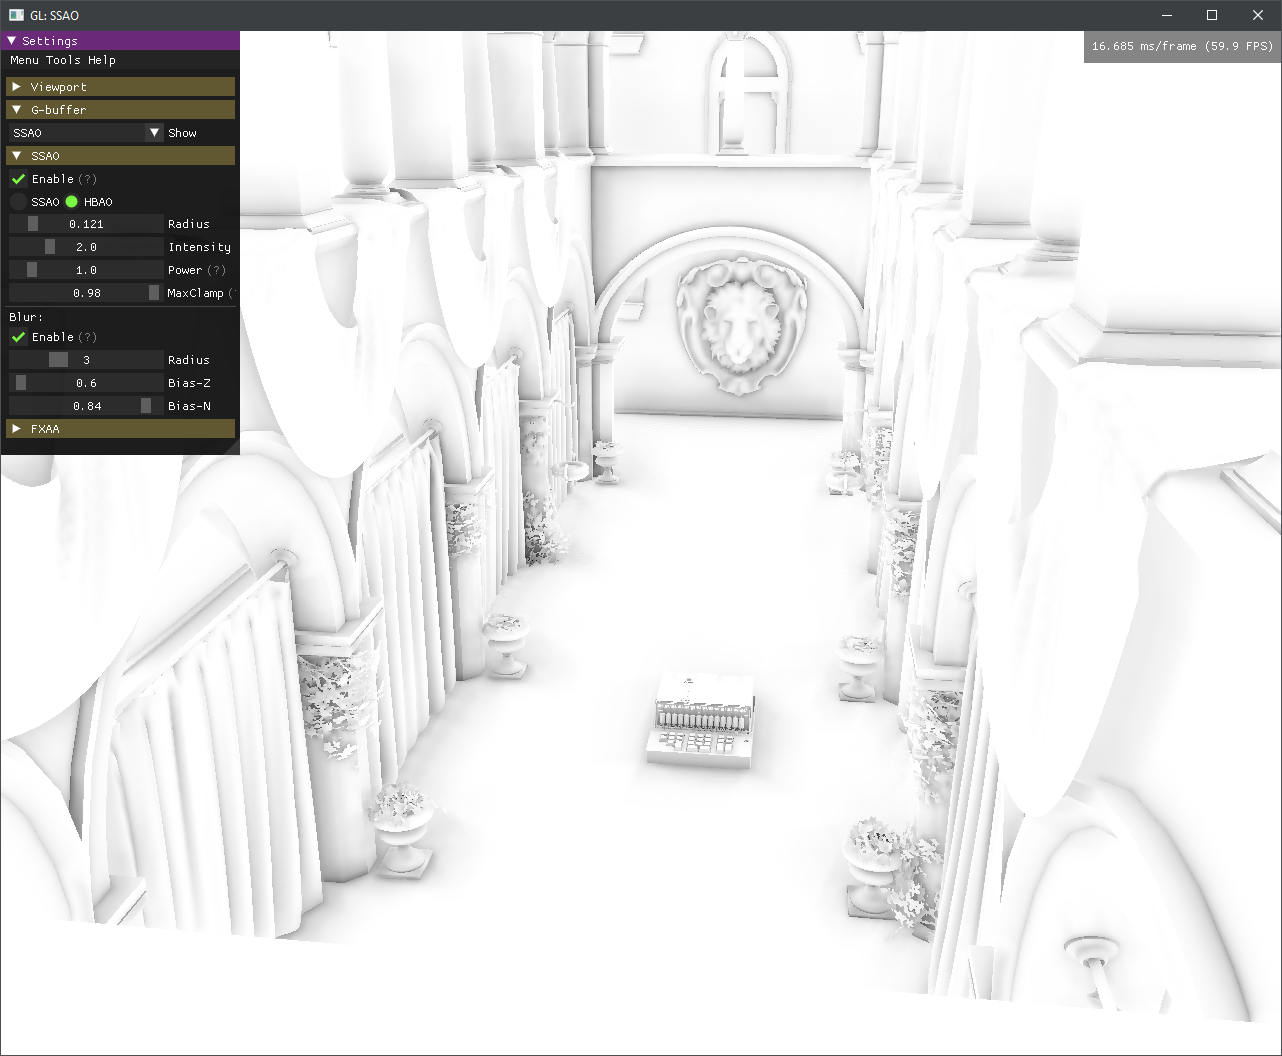 GL: SSAO
Settings
16.685 ms/frame (59.9 FPS)
Menu Tools Help
Viewport
G-buffer
SSAO Show
SSAO
Enable (?)
SSAO HBAO
0.121 Radius
2.0 Intensity
1.0 Power (?)
0.98 MaxClamp (
Blur:
Enable (?)
3 Radius
0.6 Bias-Z
0.84 Bias-N
FXAA